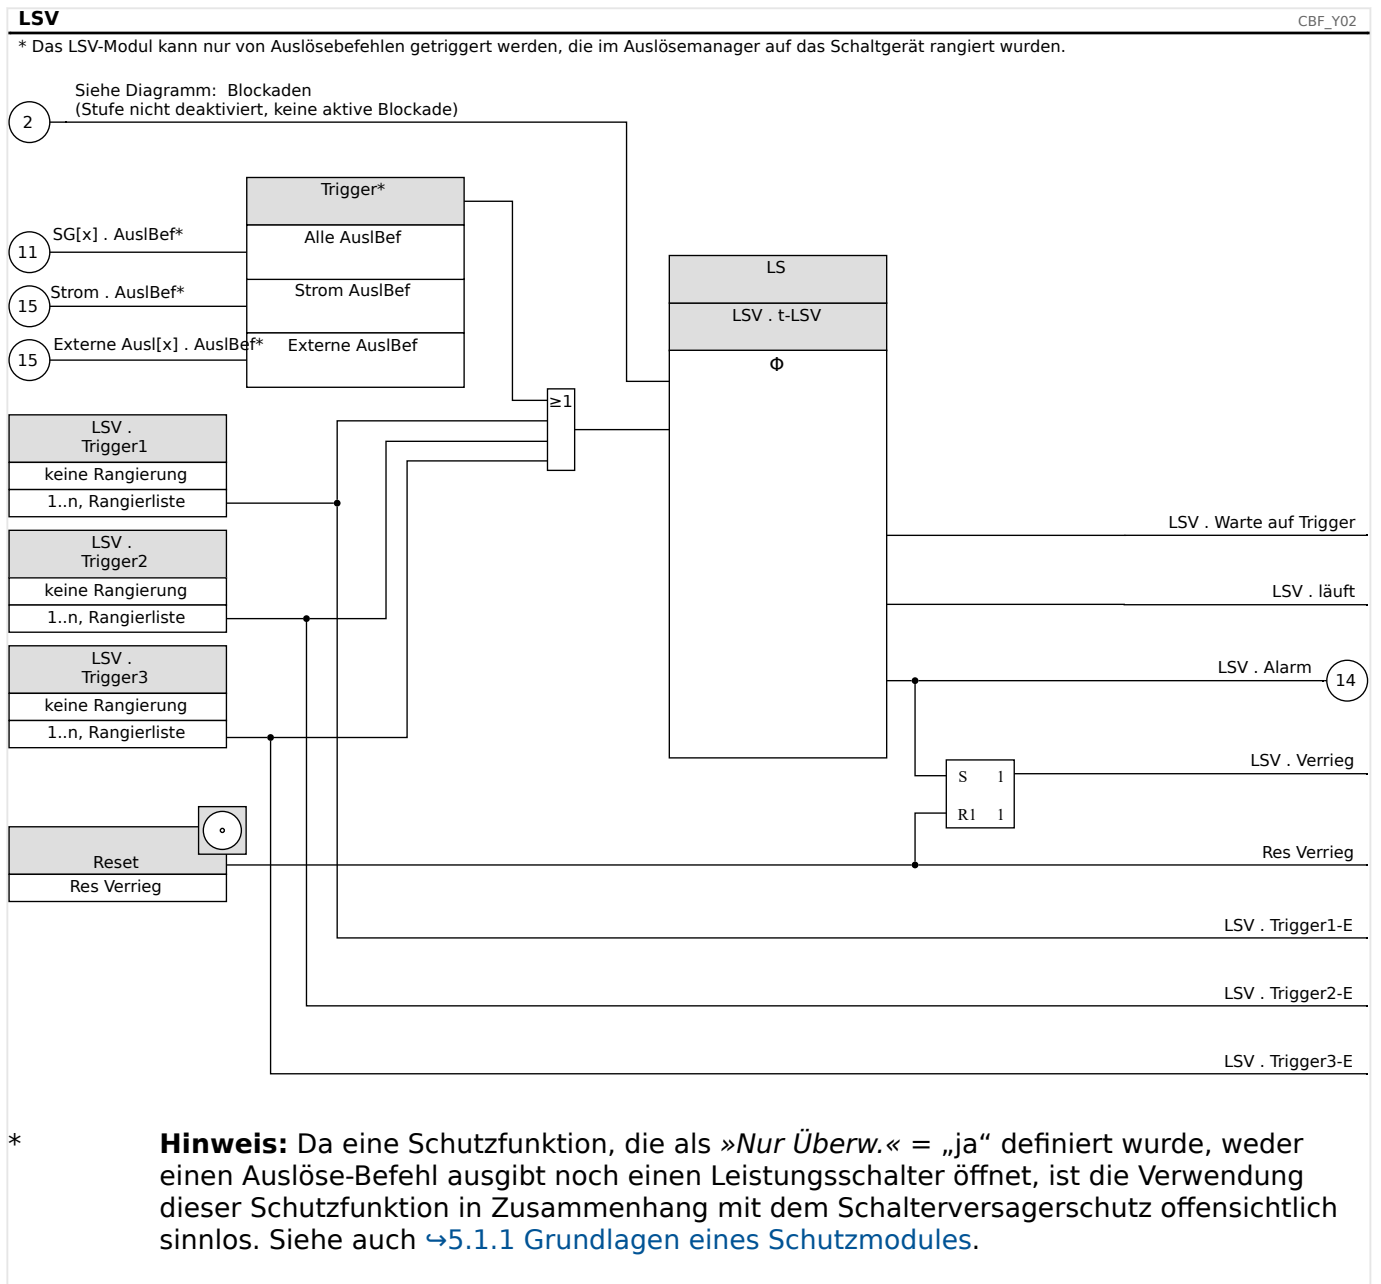 LSV
CBF_Y02
* Das LSV-Modul kann nur von Auslösebefehlen getriggert werden, die im Auslösemanager auf das Schaltgerät rangiert wurden.
Siehe Diagramm: Blockaden
(Stufe nicht deaktiviert, keine aktive Blockade)
2
Trigger*
SG[x] . AuslBef*
11
Alle AuslBef
Strom . AuslBef*
15
Strom AuslBef
Externe Ausl[x] . AuslBef*
15
Externe AuslBef
LS
LSV . t-LSV
Φ
≥1
LSV .
Trigger1
keine Rangierung
1..n, Rangierliste
LSV .
Trigger2
keine Rangierung
1..n, Rangierliste
LSV .
Trigger3
keine Rangierung
1..n, Rangierliste
LSV . Warte auf Trigger
LSV . läuft
LSV . Alarm
14
S 1
R1 1
LSV . Verrieg
Reset
Res Verrieg
Res Verrieg
LSV . Trigger1-E
LSV . Trigger2-E
LSV . Trigger3-E
* Hinweis: Da eine Schutzfunktion, die als »Nur Überw.« = „ja“ definiert wurde, weder
einen Auslöse-Befehl ausgibt noch einen Leistungsschalter öffnet, ist die Verwendung
dieser Schutzfunktion in Zusammenhang mit dem Schalterversagerschutz offensichtlich
sinnlos. Siehe auch ↪5.1.1 Grundlagen eines Schutzmodules.